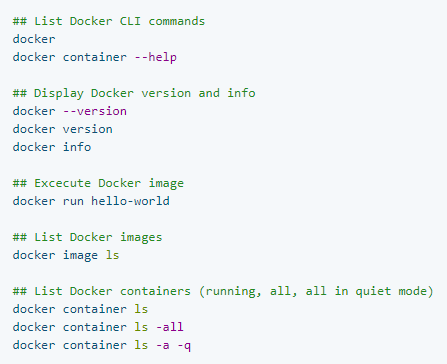 ## List Docker CLI commands
docker
docker container --help
## Display Docker version and info
docker --version
docker version
docker info
## Excecute Docker image
docker run hello-world
## List Docker images
docker image ls
## List Docker containers (running, all, all in quiet mode)
docker container ls
docker container ls -all
docker container ls -a -q